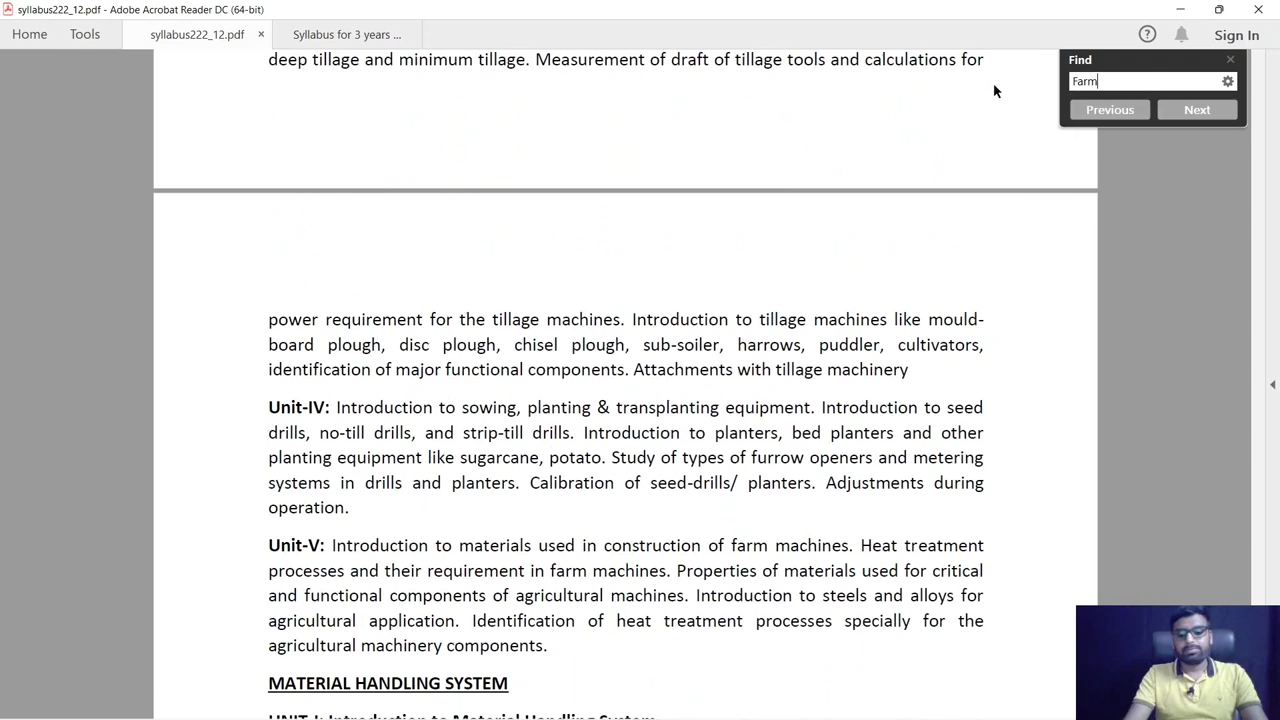 syllabus222_12.pdf - Adobe Acrobat Reader DC (64-bit)
Home Tools syllabus222_12.pdf × Syllabus for 3 years ... ? Sign In
deep tillage and minimum tillage. Measurement of draft of tillage tools and calculations for
Find
Farm
Previous Next
power requirement for the tillage machines. Introduction to tillage machines like mould-
board plough, disc plough, chisel plough, sub-soiler, harrows, puddler, cultivators,
identification of major functional components. Attachments with tillage machinery
Unit-IV: Introduction to sowing, planting & transplanting equipment. Introduction to seed
drills, no-till drills, and strip-till drills. Introduction to planters, bed planters and other
planting equipment like sugarcane, potato. Study of types of furrow openers and metering
systems in drills and planters. Calibration of seed-drills/ planters. Adjustments during
operation.
Unit-V: Introduction to materials used in construction of farm machines. Heat treatment
processes and their requirement in farm machines. Properties of materials used for critical
and functional components of agricultural machines. Introduction to steels and alloys for
agricultural application. Identification of heat treatment processes specially for the
agricultural machinery components.
MATERIAL HANDLING SYSTEM
UNIT-I: Introduction to Material Handling System